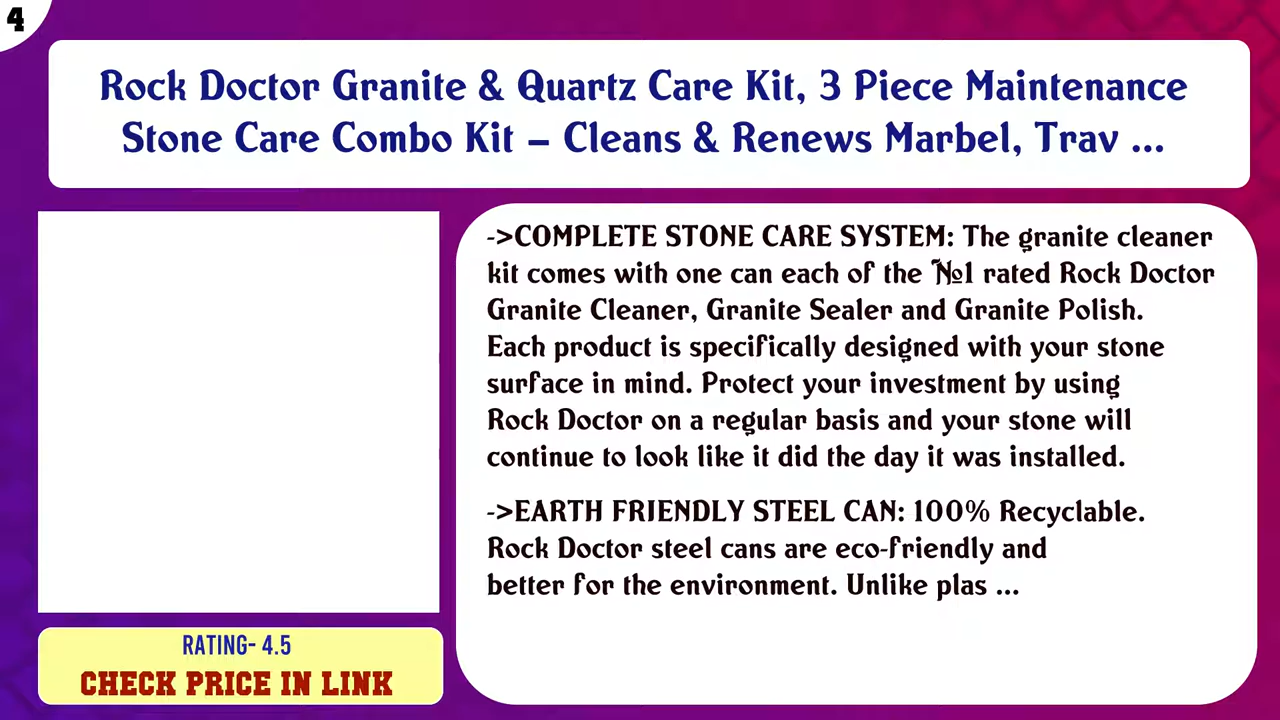 4
Rock Doctor Granite & Quartz Care Kit, 3 Piece Maintenance
Stone Care Combo Kit – Cleans & Renews Marbel, Trav ...
->COMPLETE STONE CARE SYSTEM: The granite cleaner
kit comes with one can each of the №1 rated Rock Doctor
Granite Cleaner, Granite Sealer and Granite Polish.
Each product is specifically designed with your stone
surface in mind. Protect your investment by using
Rock Doctor on a regular basis and your stone will
continue to look like it did the day it was installed.
->EARTH FRIENDLY STEEL CAN: 100% Recyclable.
Rock Doctor steel cans are eco-friendly and
better for the environment. Unlike plas ...
RATING- 4.5
CHECK PRICE IN LINK